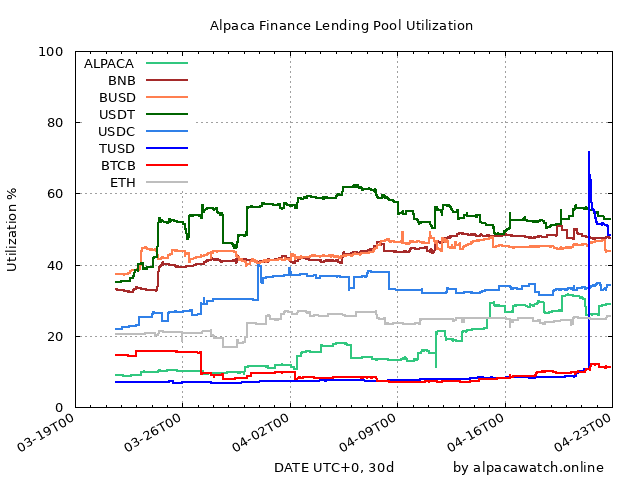 Alpaca Finance Lending Pool Utilization
100
80
60
40
20
0
Utilization %
ALPACA
BNB
BUSD
USDT
USDC
TUSD
BTCB
ETH
03-19T00
03-26T00
04-02T00
04-09T00
04-16T00
04-23T00
DATE UTC+0, 30d
by alpacawatch.online